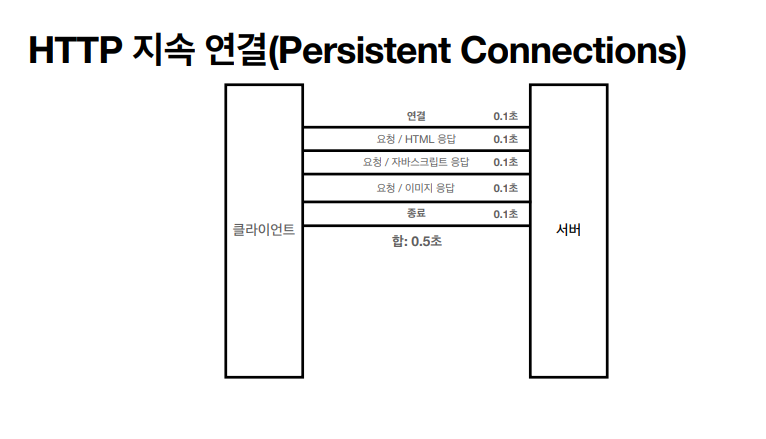 HTTP 지속 연결(Persistent Connections)
연결 0.1초
요청 / HTML 응답 0.1초
요청 / 자바스크립트 응답 0.1초
요청 / 이미지 응답 0.1초
종료 0.1초
클라이언트
서버
합: 0.5초